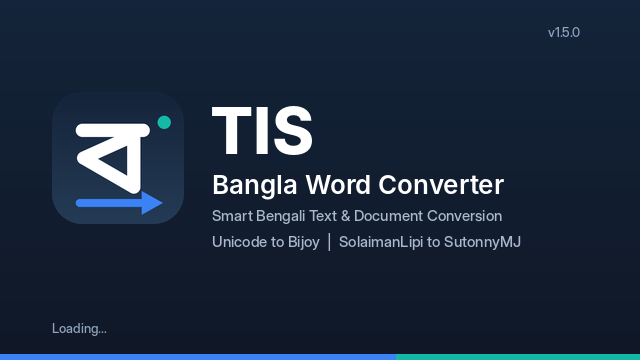 v1.5.0
ব
TIS
Bangla Word Converter
Smart Bengali Text & Document Conversion
Unicode to Bijoy | SolaimanLipi to SutonnyMJ
Loading...